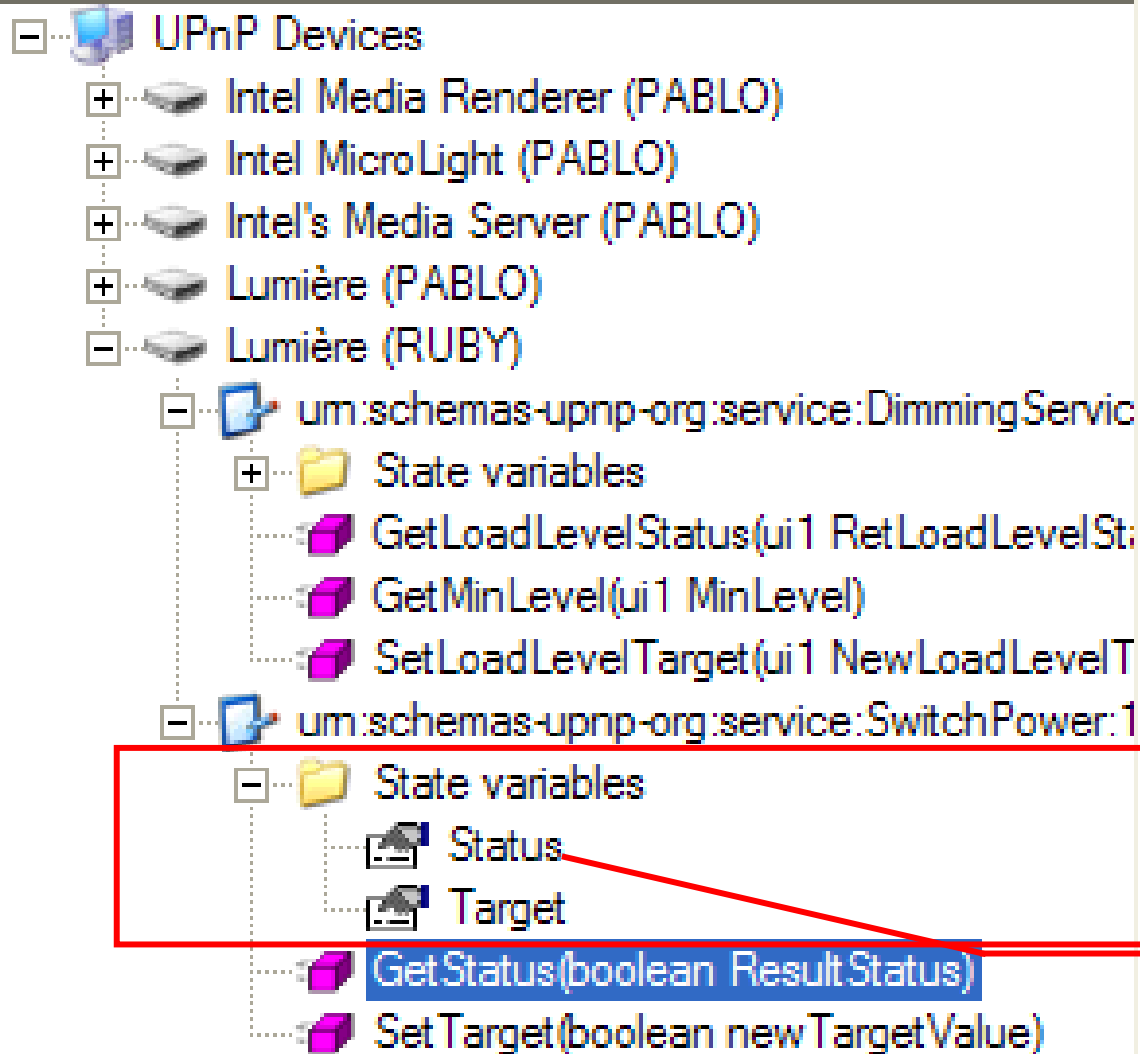 UPnP Devices
Intel Media Renderer (PABLO)
Intel MicroLight (PABLO)
Intel's Media Server (PABLO)
Lumière (PABLO)
Lumière (RUBY)
urn:schemas-upnp-org:service:DimmingServic
State variables
GetLoadLevelStatus(ui1 RetLoadLevelSta
GetMinLevel(ui1 MinLevel)
SetLoadLevelTarget(ui1 NewLoadLevelT
urn:schemas-upnp-org:service:SwitchPower:1
State variables
Status
Target
GetStatus(boolean ResultStatus)
SetTarget(boolean newTargetValue)